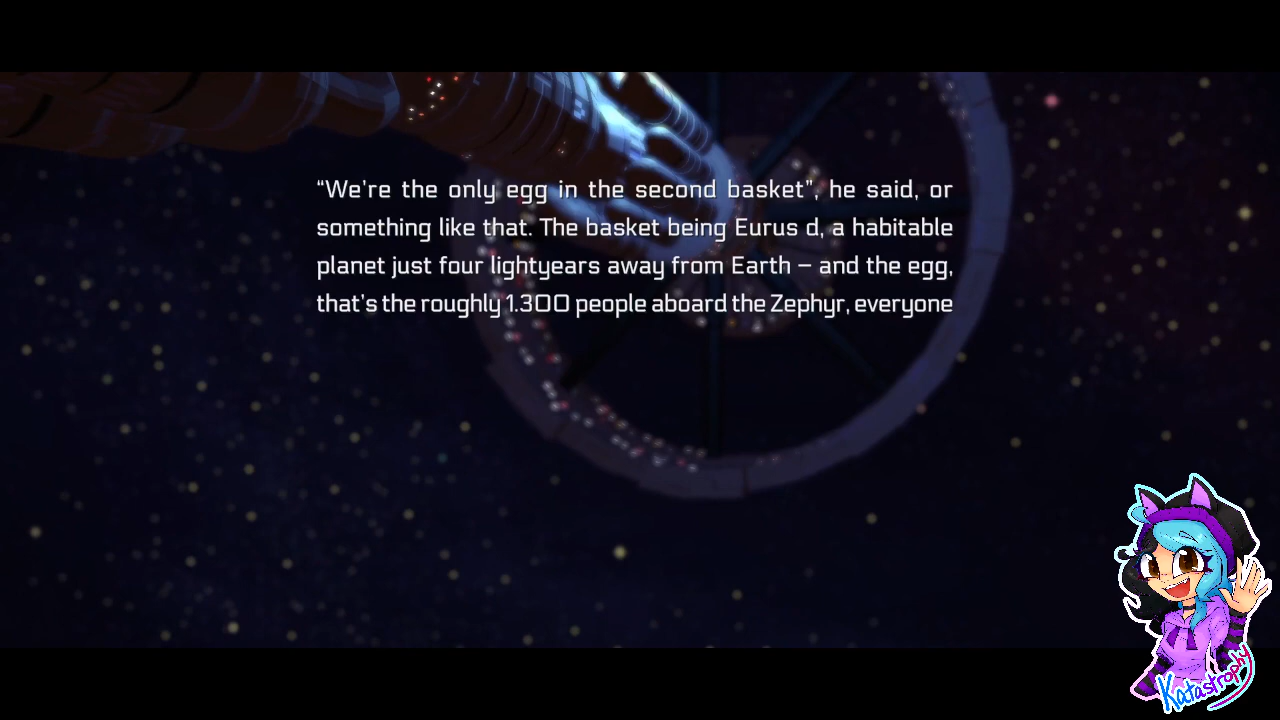 “We're the only egg in the second basket”, he said, or
something like that. The basket being Eurus d, a habitable
planet just four lightyears away from Earth – and the egg,
that's the roughly 1.300 people aboard the Zephyr, everyone
Katastrophy